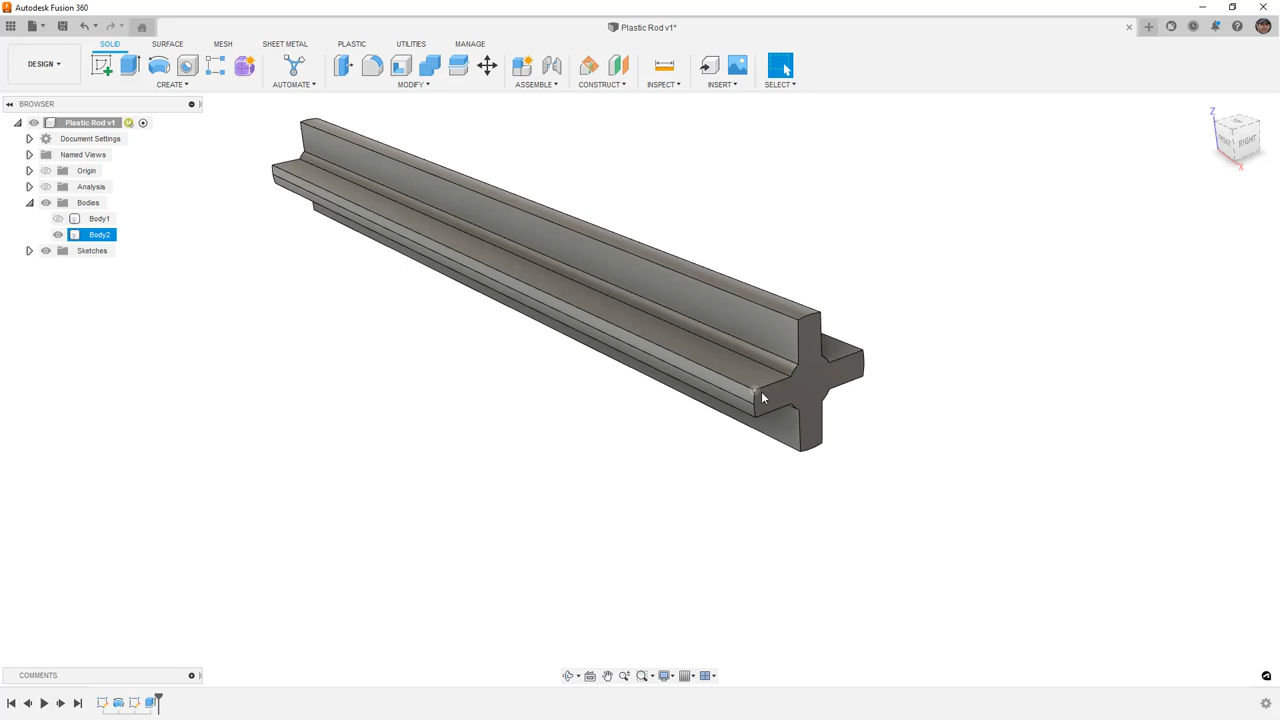 Autodesk Fusion 360
Plastic Rod v1*
SOLID SURFACE MESH SHEET METAL PLASTIC UTILITIES MANAGE
DESIGN
CREATE AUTOMATE MODIFY ASSEMBLE CONSTRUCT INSPECT INSERT SELECT
BROWSER
Plastic Rod v1
Document Settings
Named Views
Origin
Analysis
Bodies
Body1
Body2
Sketches
Z
RIGHT
X
COMMENTS